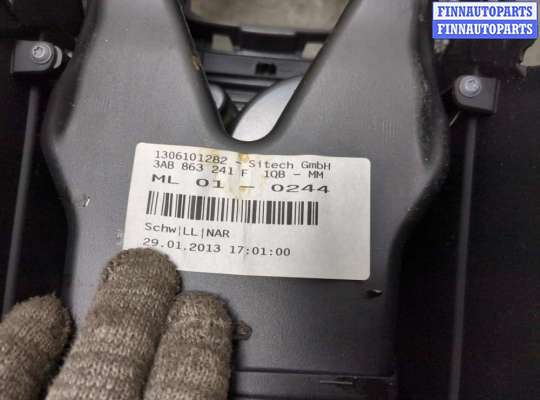 FINNAUTOPARTS
FINNAUTOPARTS
1306101282 - Sitech GmbH
3AB 863 241 F 1QB - MM
ML 01 - 0244
Schw|LL|NAR
29.01.2013 17:01:00